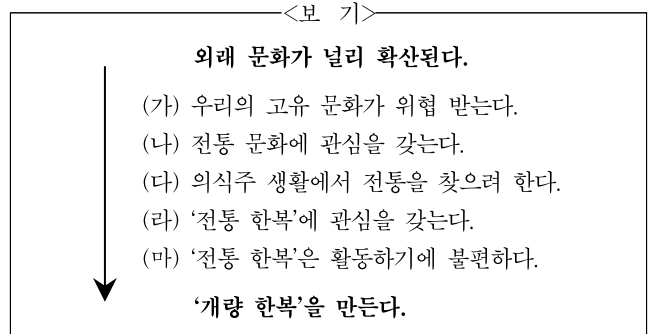 <보 기>
외래 문화가 널리 확산된다.
(가) 우리의 고유 문화가 위협 받는다.
(나) 전통 문화에 관심을 갖는다.
(다) 의식주 생활에서 전통을 찾으려 한다.
(라) ‘전통 한복’에 관심을 갖는다.
(마) ‘전통 한복’은 활동하기에 불편하다.
‘개량 한복’을 만든다.